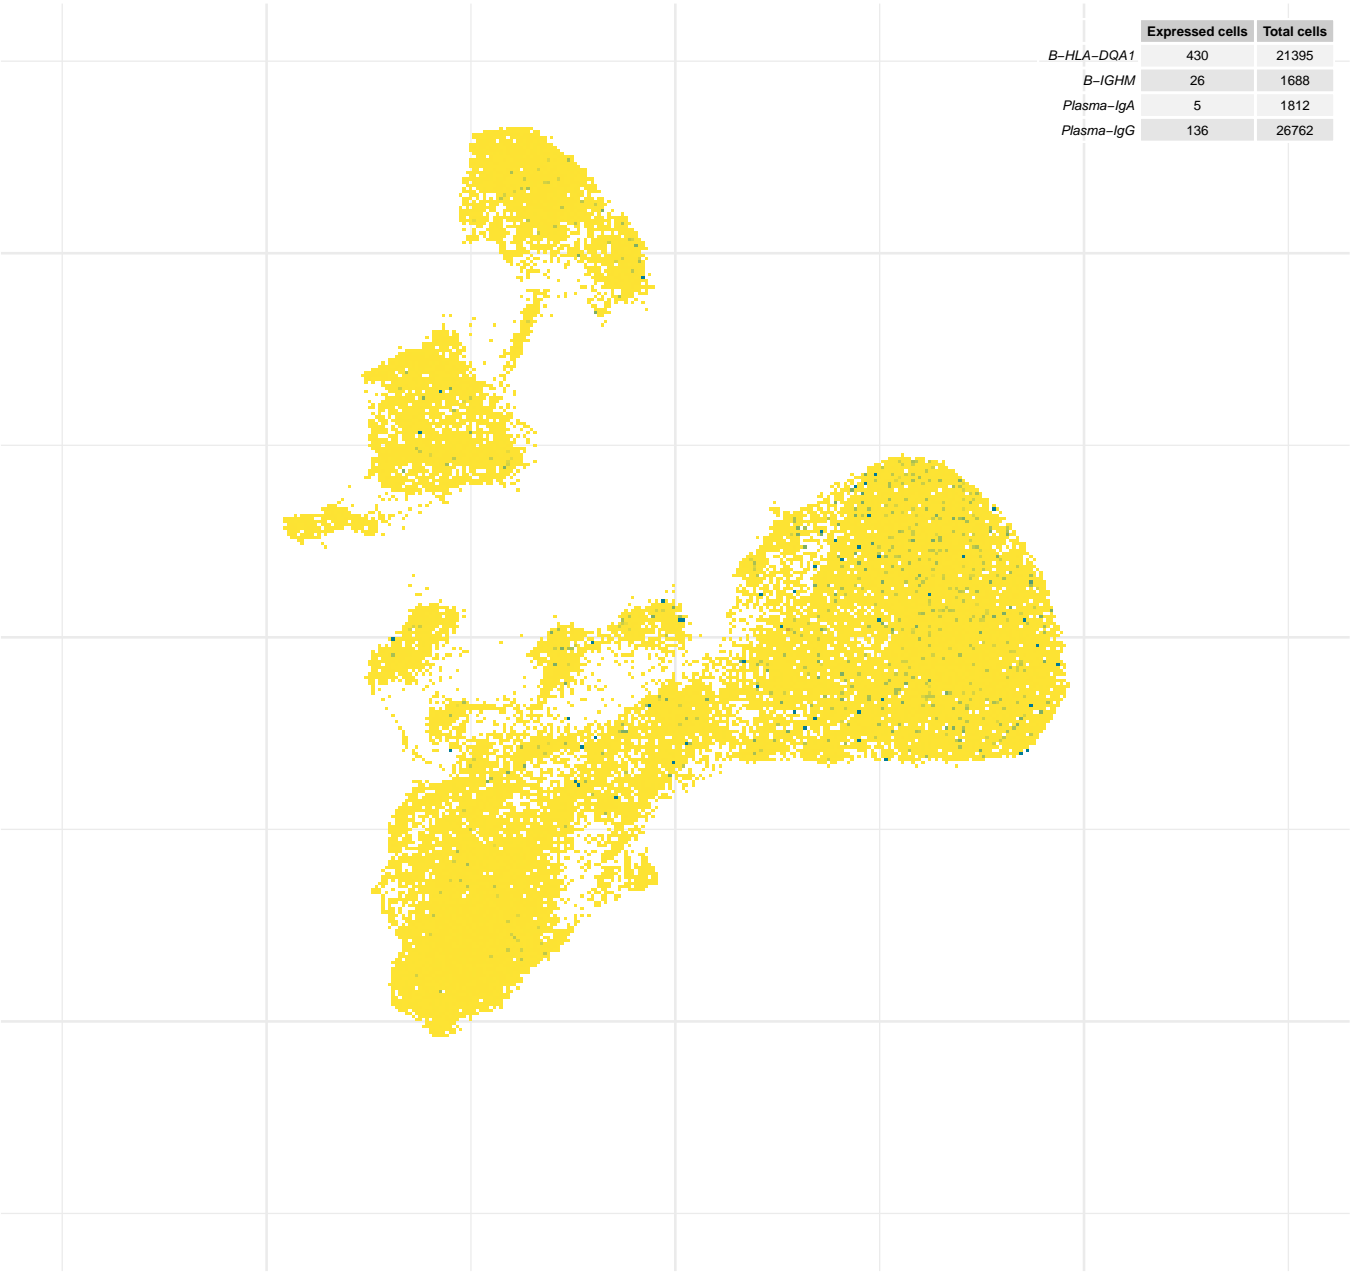 Expressed cells Total cells
B−HLA−DQA1 430 21395
B−IGHM 26 1688
Plasma−IgA 5 1812
Plasma−IgG 136 26762